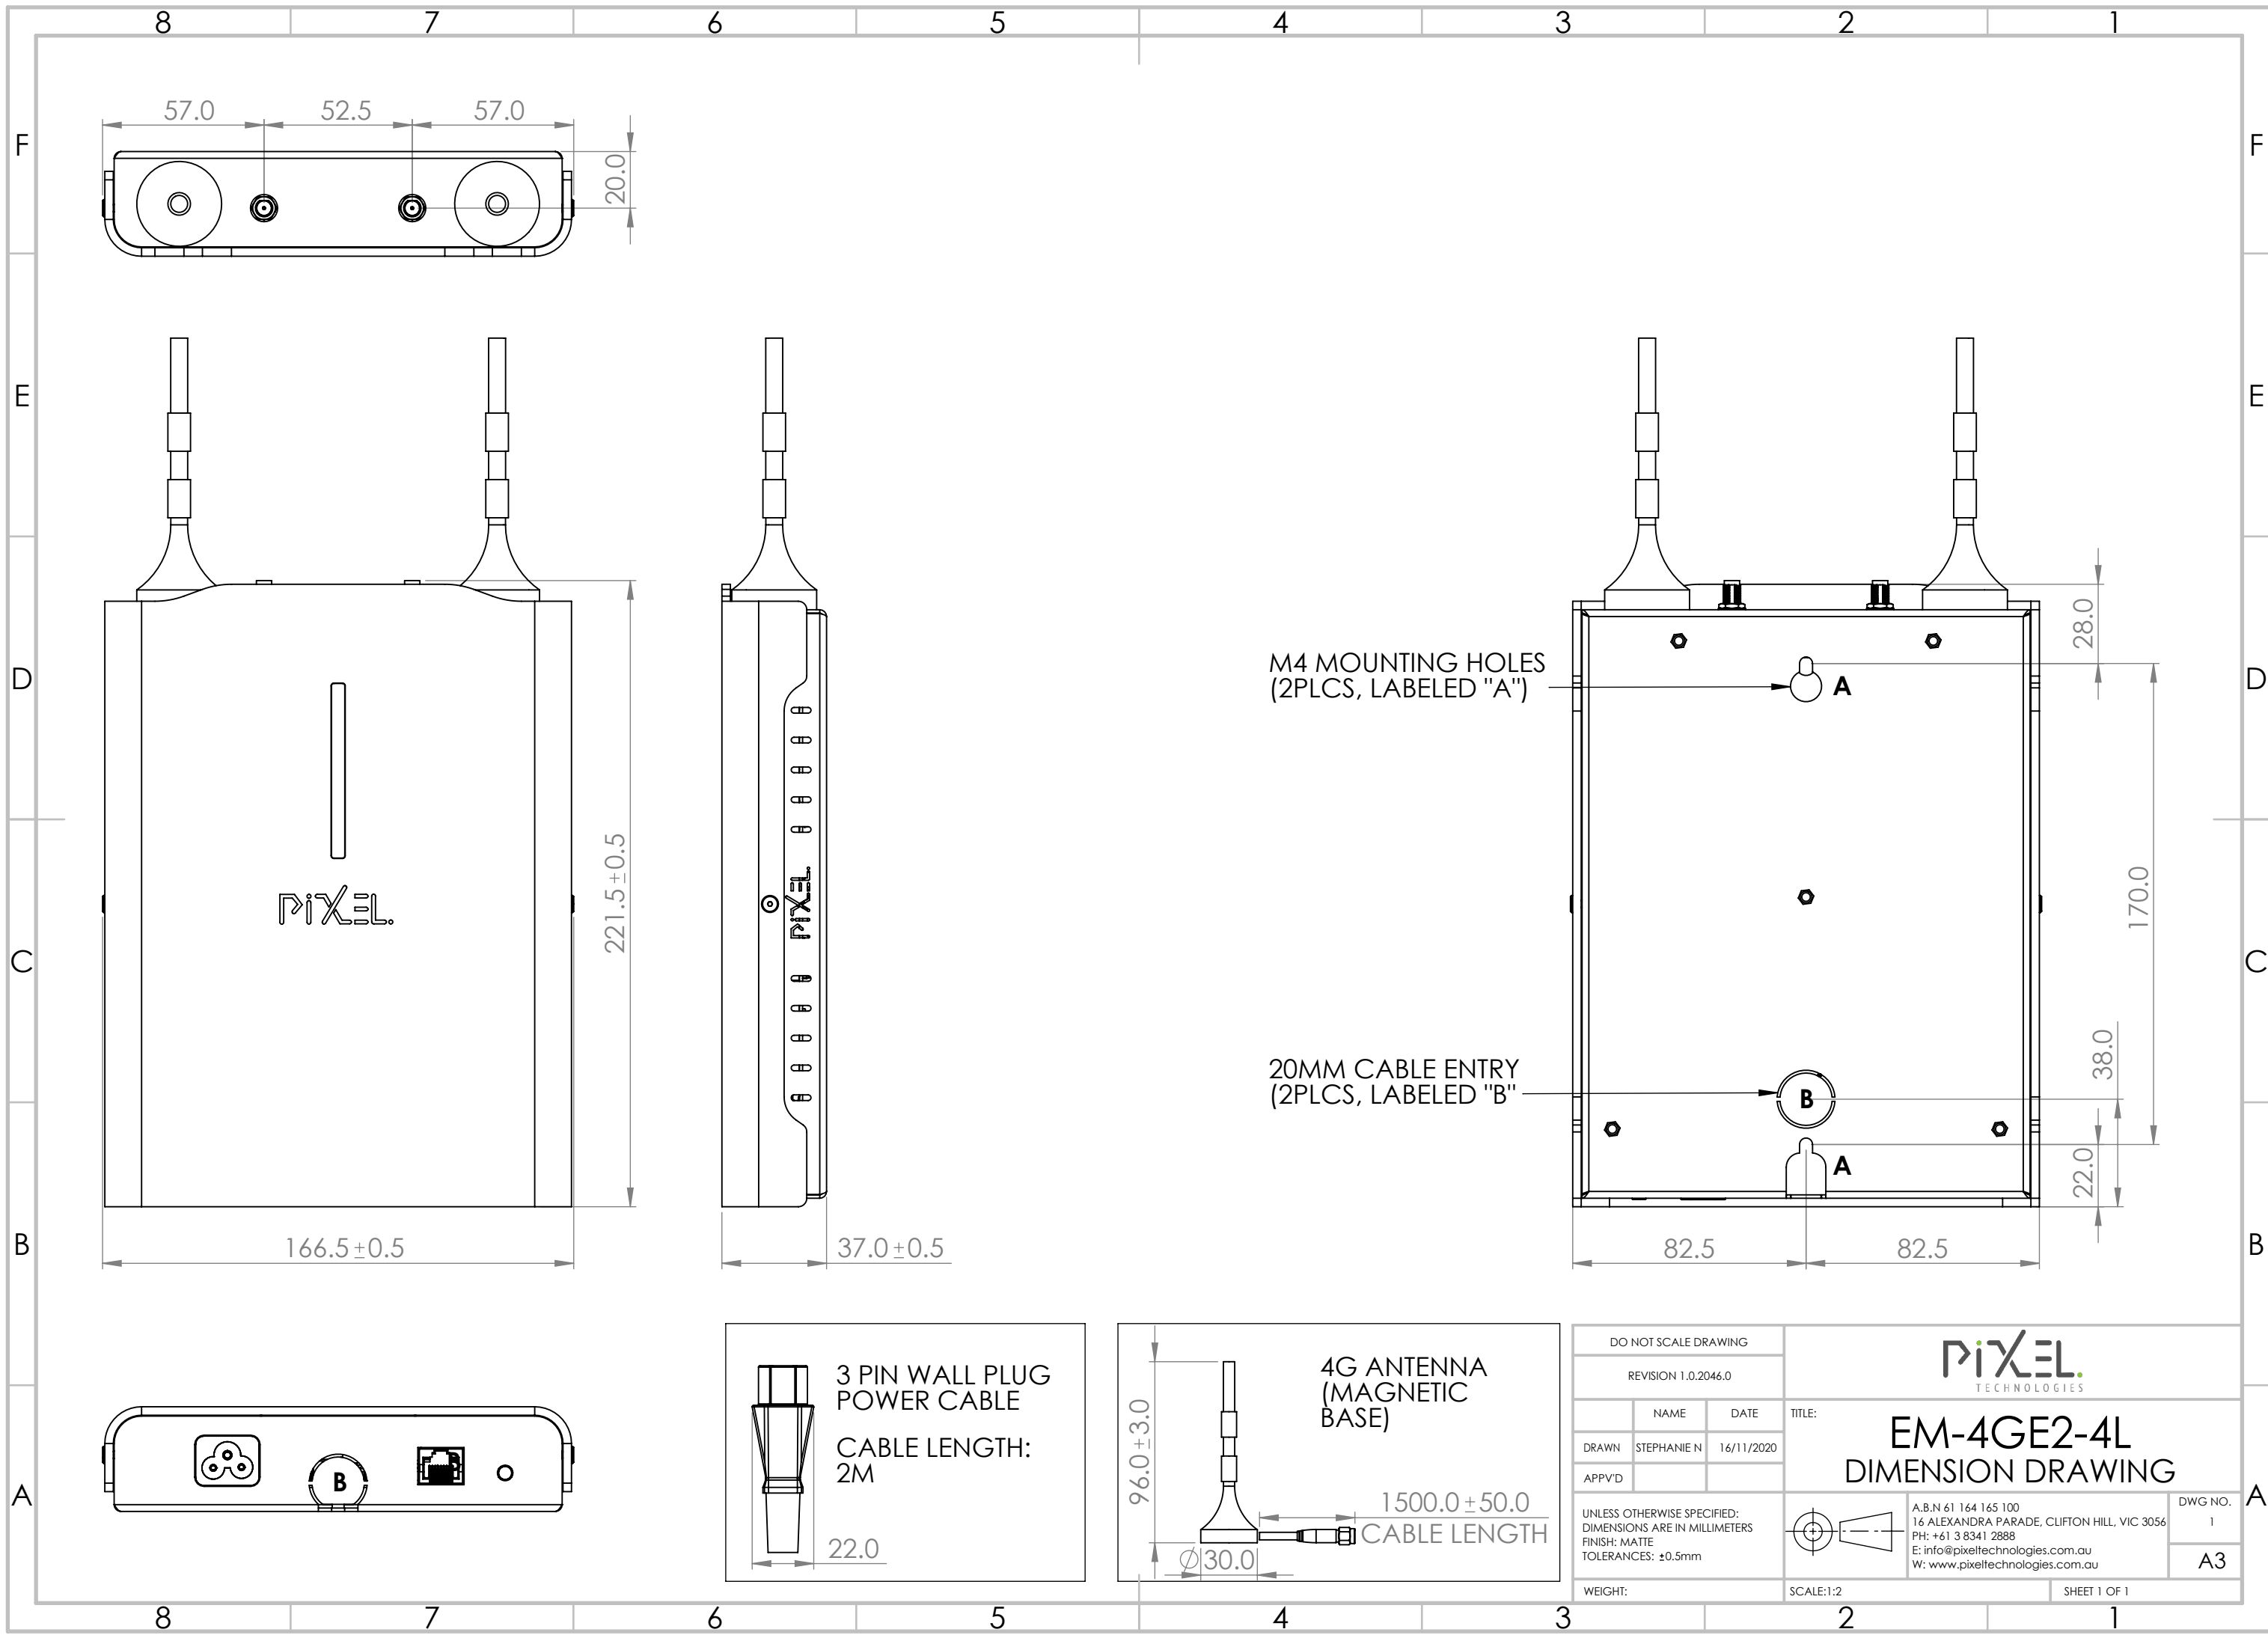 8 7 6 5 4 3 2 1
F
F
57.0 52.5 57.0
20.0
E
E
D
D
28.0
M4 MOUNTING HOLES
(2PLCS, LABELED "A")
A
PiXEL.
PiXEL.
221.5±0.5
170.0
C
C
38.0
20MM CABLE ENTRY
(2PLCS, LABELED "B"
B
A
22.0
B
B
166.5±0.5
37.0±0.5
82.5 82.5
B
3 PIN WALL PLUG
POWER CABLE
CABLE LENGTH:
2M
22.0
4G ANTENNA
(MAGNETIC
BASE)
96.0±3.0
1500.0±50.0
CABLE LENGTH
∅30.0
DO NOT SCALE DRAWING
REVISION 1.0.2046.0
PiXEL.
TECHNOLOGIES
NAME DATE
DRAWN STEPHANIE N 16/11/2020
APPV'D
TITLE:
EM-4GE2-4L
DIMENSION DRAWING
UNLESS OTHERWISE SPECIFIED:
DIMENSIONS ARE IN MILLIMETERS
FINISH: MATTE
TOLERANCES: ±0.5mm
A.B.N 61 164 165 100
16 ALEXANDRA PARADE, CLIFTON HILL, VIC 3056
PH: +61 3 8341 2888
E: info@pixeltechnologies.com.au
W: www.pixeltechnologies.com.au
DWG NO.
1
A3
WEIGHT:
SCALE:1:2
SHEET 1 OF 1
A
A
8 7 6 5 4 3 2 1